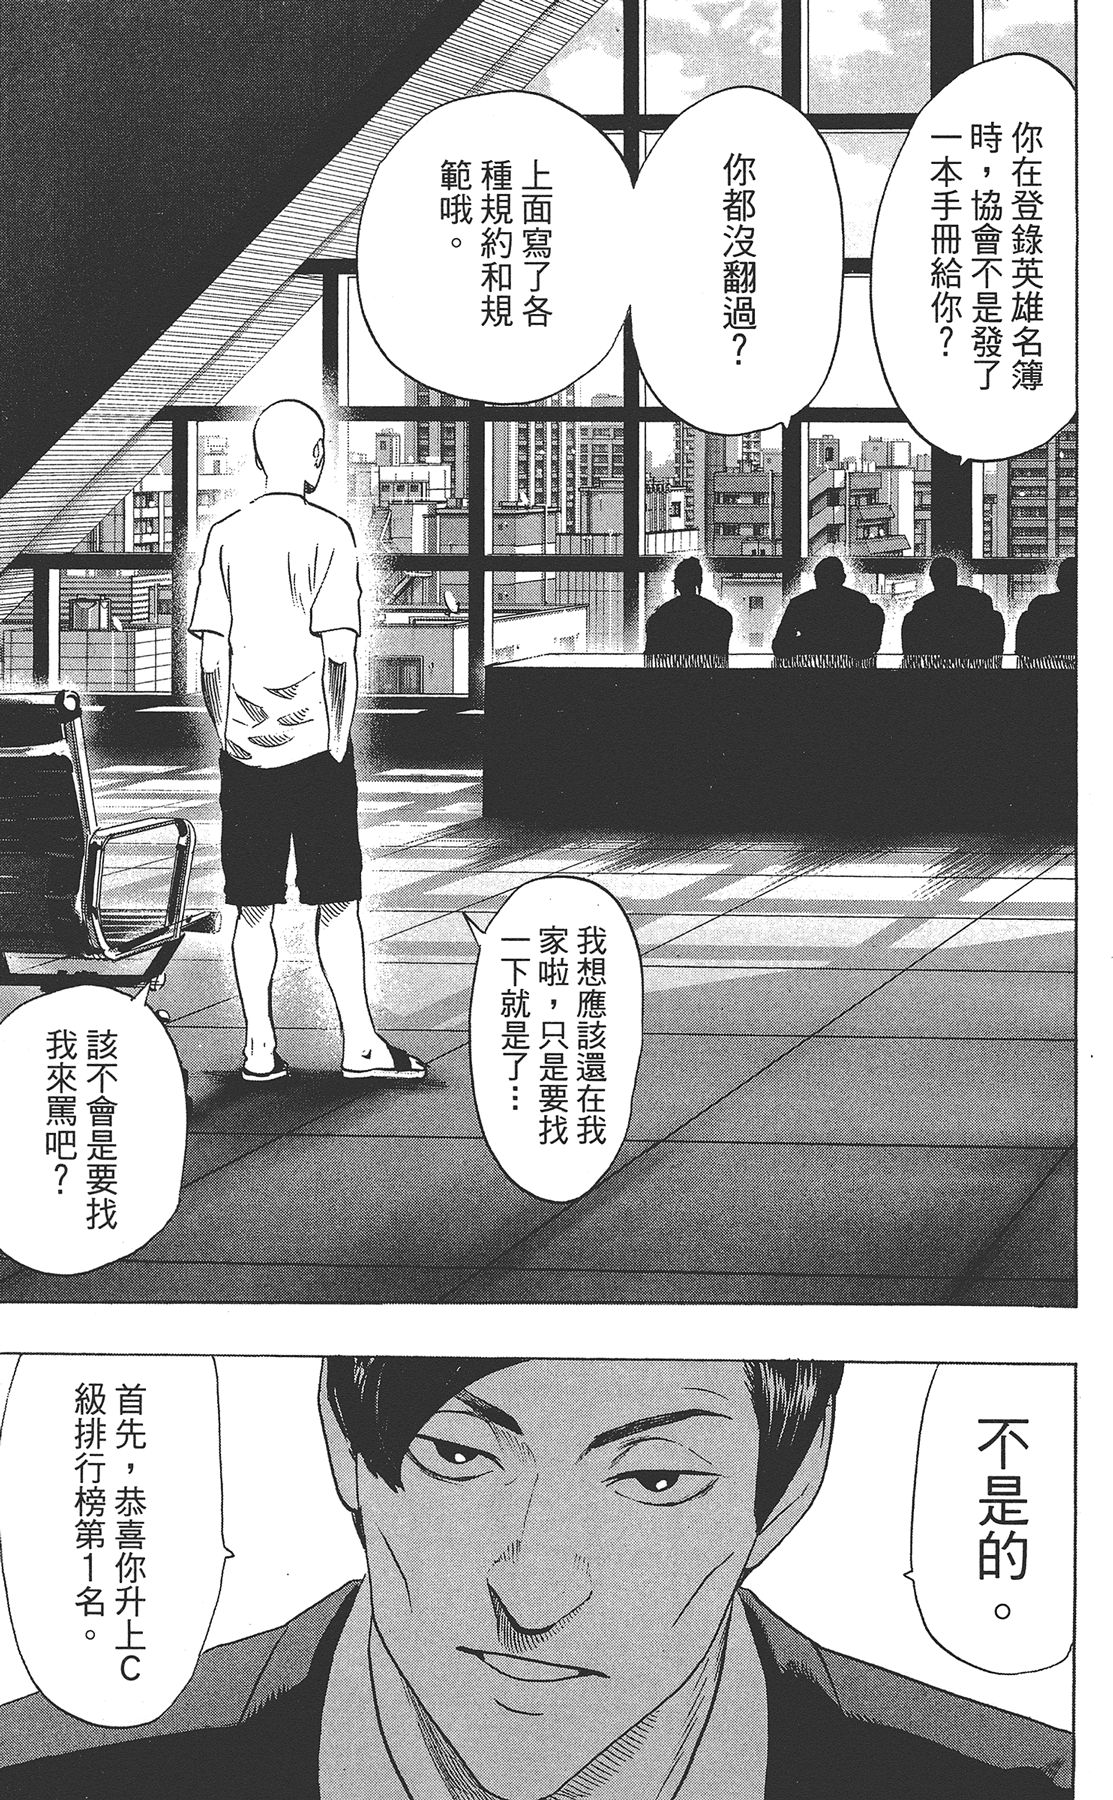 你在登錄英雄名簿
時，協會不是發了
一本手冊給你？
你都沒翻過？
上面寫了各
種規約和規
範哦。
我想應該還在我
家啦，只是要找
一下就是了…
該不會是要找
我來罵吧？
不是的。
首先，恭喜你升上C
級排行榜第1名。